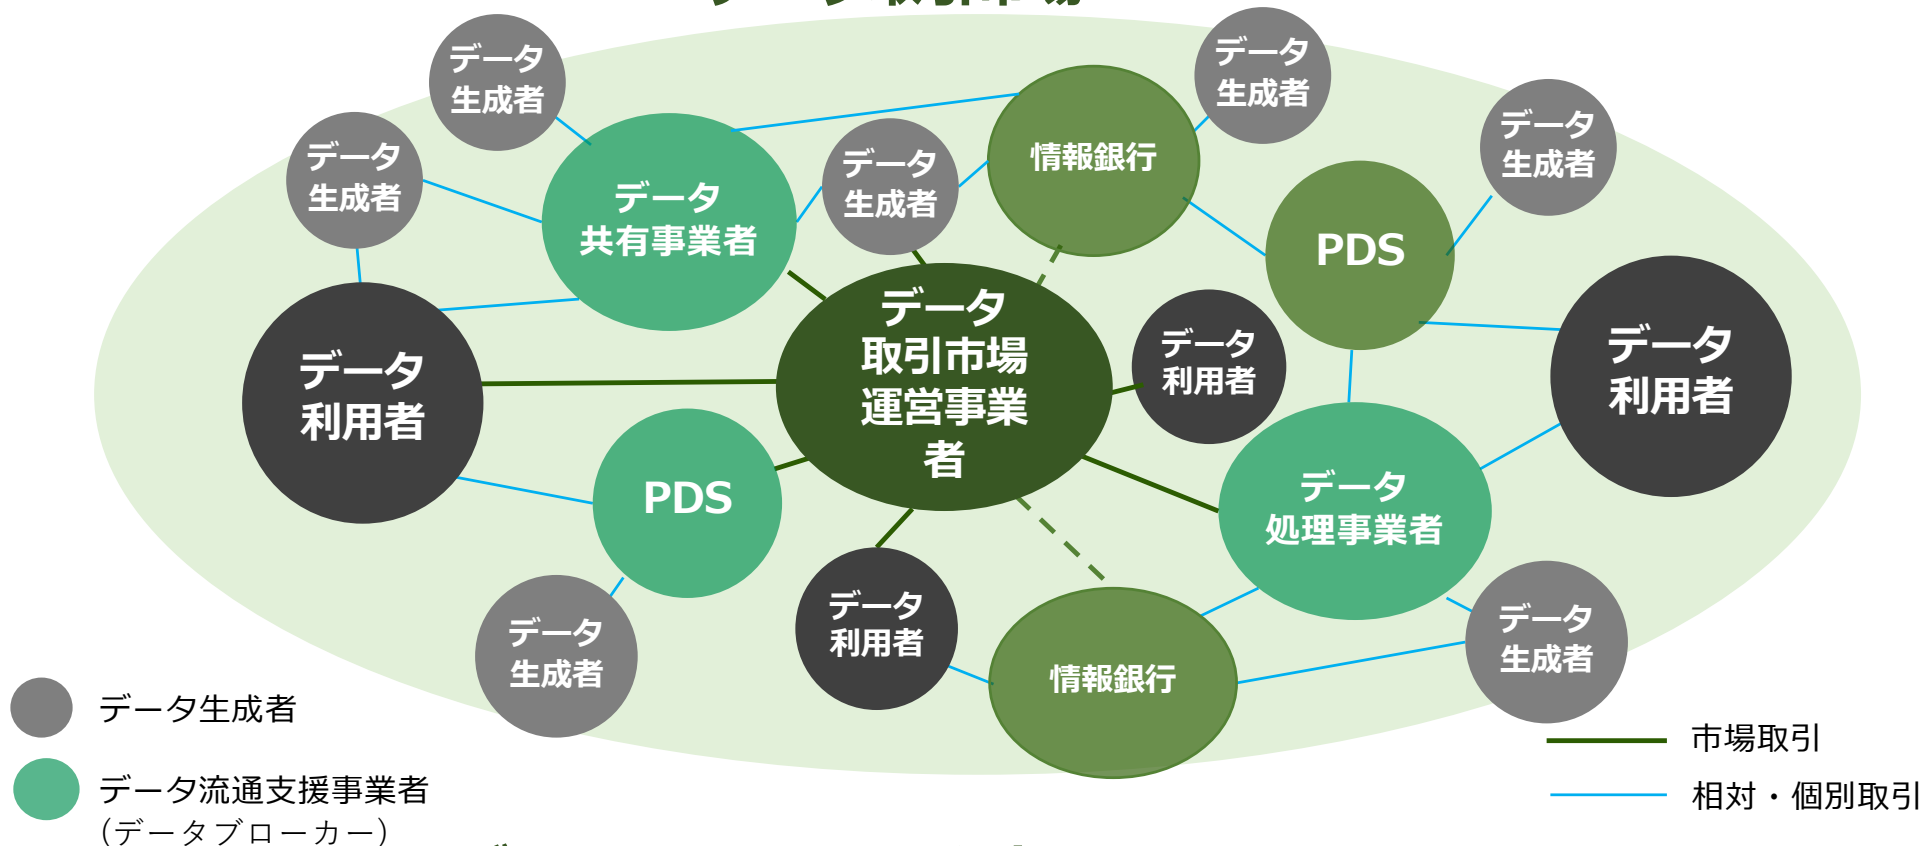 データ取引市場
データ
生成者
データ
生成者
データ
生成者
データ
生成者
データ
生成者
情報銀行
データ
共有事業者
PDS
データ
取引市場
運営事業
者
データ
利用者
データ
利用者
データ
利用者
PDS
データ
処理事業者
データ
生成者
データ
利用者
情報銀行
データ
生成者
データ生成者
データ流通支援事業者
(データブローカー)
市場取引
相対・個別取引